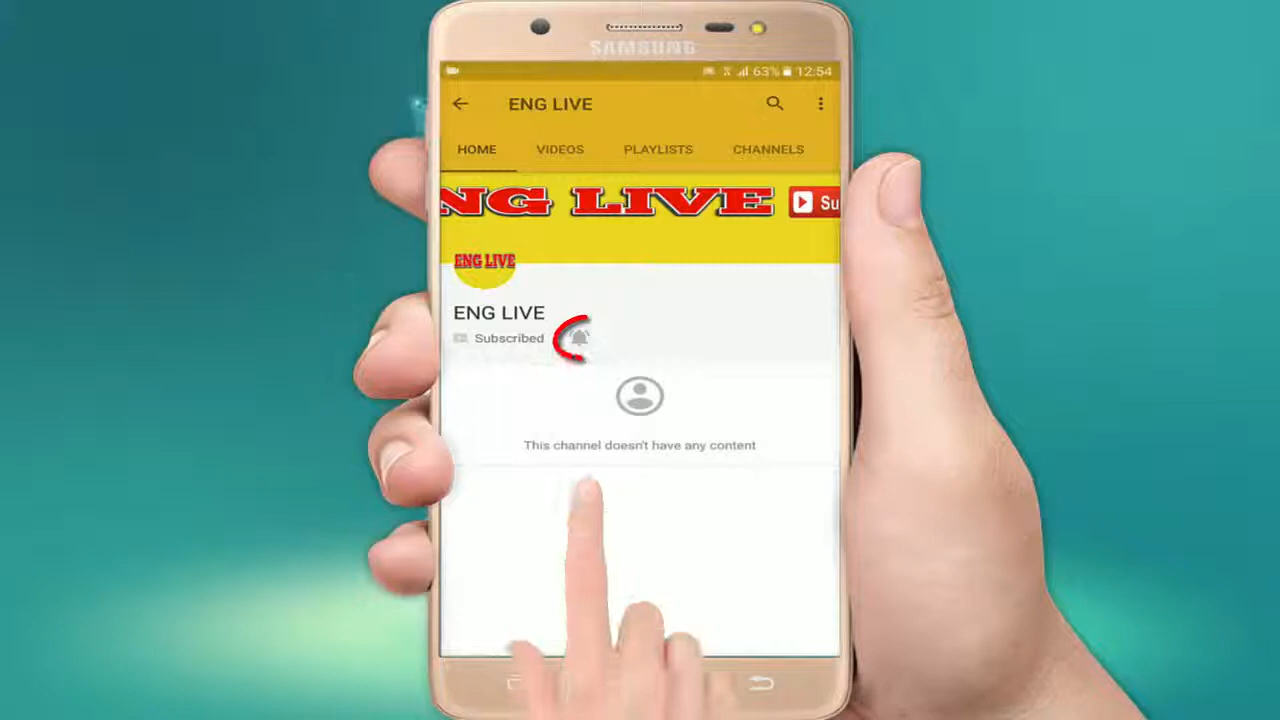 SAMSUNG
63% 12:54
ENG LIVE
HOME VIDEOS PLAYLISTS CHANNELS
NG LIVE Su
ENG LIVE
ENG LIVE
Subscribed
This channel doesn't have any content